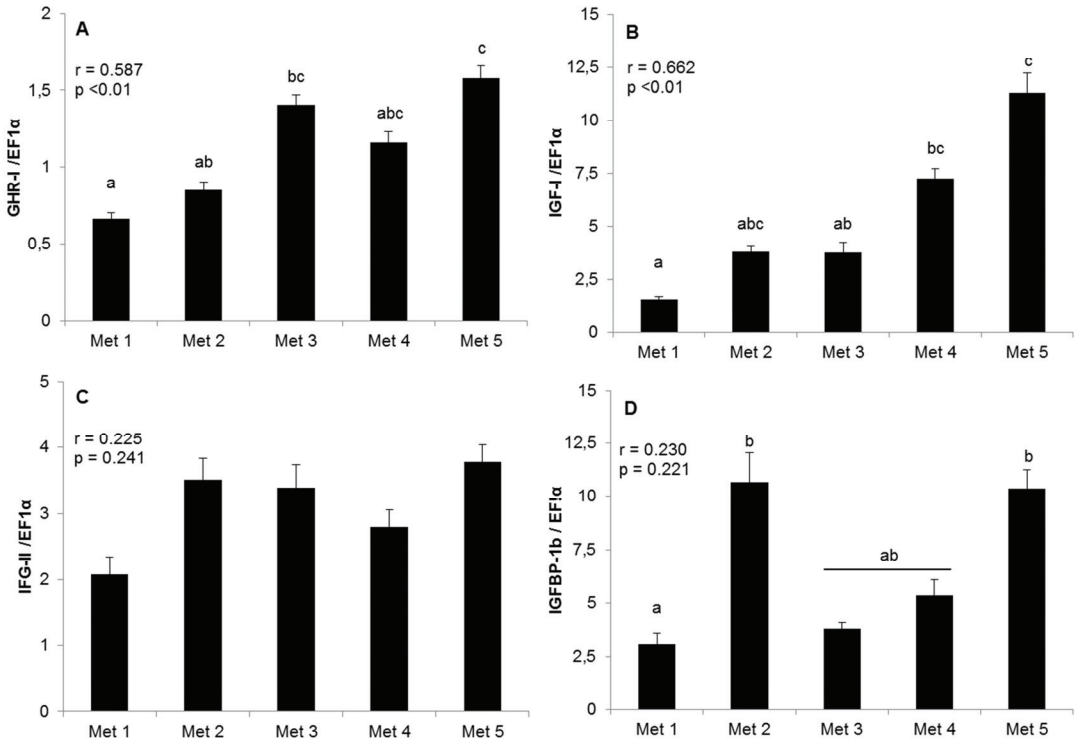 A
r = 0.587
p <0.01
GHR-I /EF1α
2
1,5
1
0,5
0
a
ab
bc
abc
c
Met 1 Met 2 Met 3 Met 4 Met 5
B
r = 0.662
p <0.01
IGF-I /EF1α
15
12,5
10
7,5
5
2,5
0
a
abc
ab
bc
c
Met 1 Met 2 Met 3 Met 4 Met 5
C
r = 0.225
p = 0.241
IFG-II /EF1α
5
4
3
2
1
0
Met 1 Met 2 Met 3 Met 4 Met 5
D
r = 0.230
p = 0.221
IGFBP-1b / EF!α
15
12,5
10
7,5
5
2,5
0
a
b
ab
b
Met 1 Met 2 Met 3 Met 4 Met 5